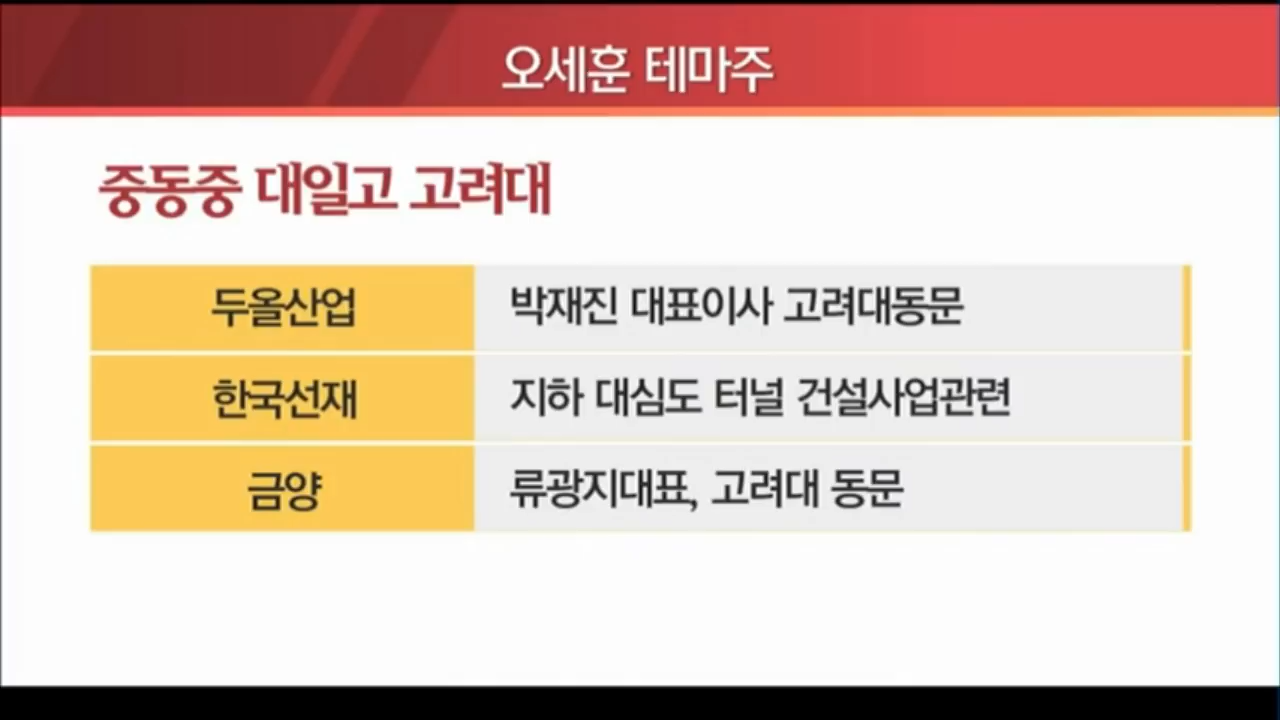 오세훈 테마주
중동중 대일고 고려대
두올산업 박재진 대표이사 고려대동문
한국선재 지하 대심도 터널 건설사업관련
금양 류광지대표, 고려대 동문